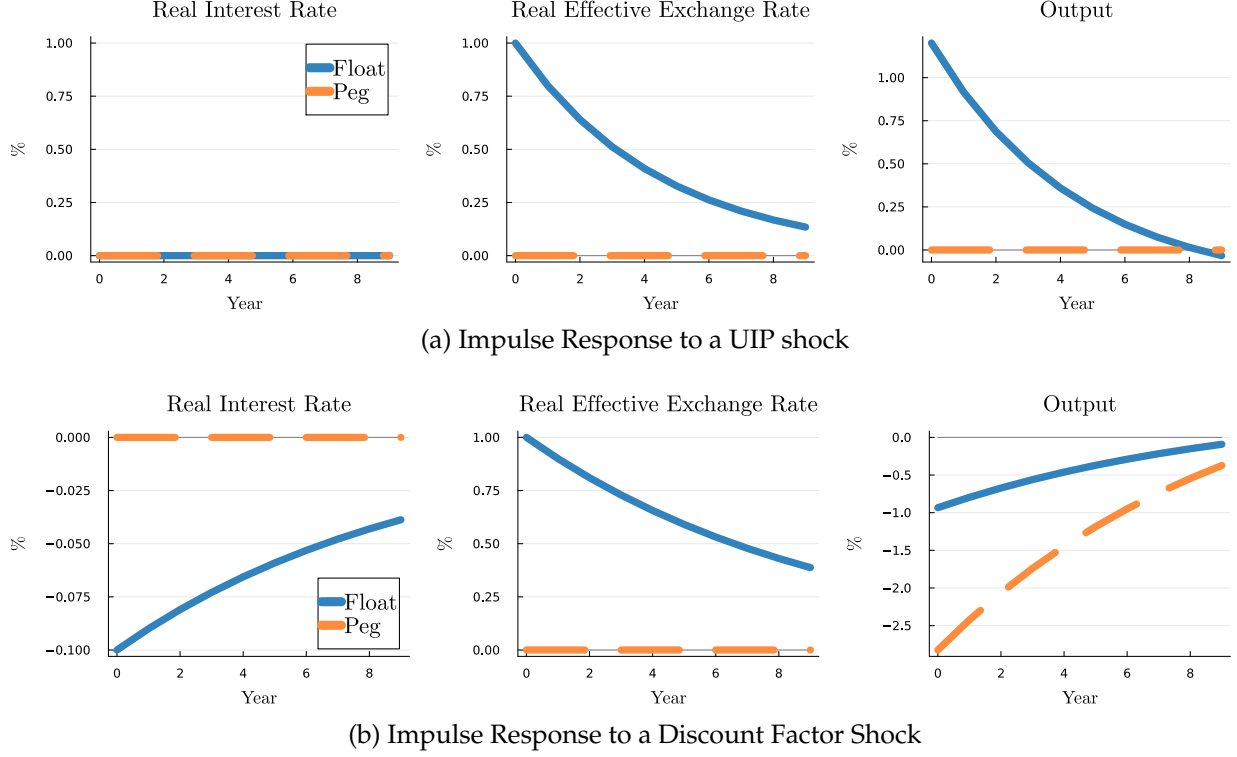 Real Interest Rate
Real Effective Exchange Rate
Output
1.00
0.75
0.50
0.25
0.00
%
0 2 4 6 8
Year
Float
Peg
1.00
0.75
0.50
0.25
0.00
%
0 2 4 6 8
Year
1.00
0.75
0.50
0.25
0.00
%
0 2 4 6 8
Year
(a) Impulse Response to a UIP shock
Real Interest Rate
Real Effective Exchange Rate
Output
0.000
−0.025
−0.050
−0.075
−0.100
%
0 2 4 6 8
Year
Float
Peg
1.00
0.75
0.50
0.25
0.00
%
0 2 4 6 8
Year
0.0
−0.5
−1.0
−1.5
−2.0
−2.5
%
0 2 4 6 8
Year
(b) Impulse Response to a Discount Factor Shock